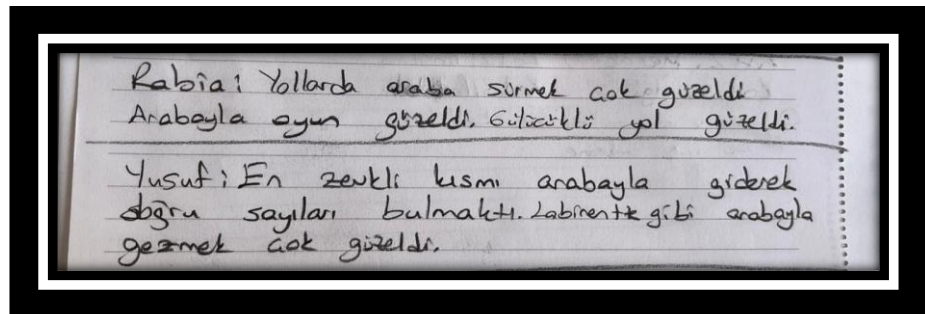 Rabia: Yollarda araba sürmek çok güzeldi
Arabayla oyun güzeldi. Gülücüklü yol güzeldi.
Yusuf: En zevkli kısmı arabayla giderek
doğru sayıları bulmaktı. Labirentte gibi arabayla
gezmek çok güzeldi.